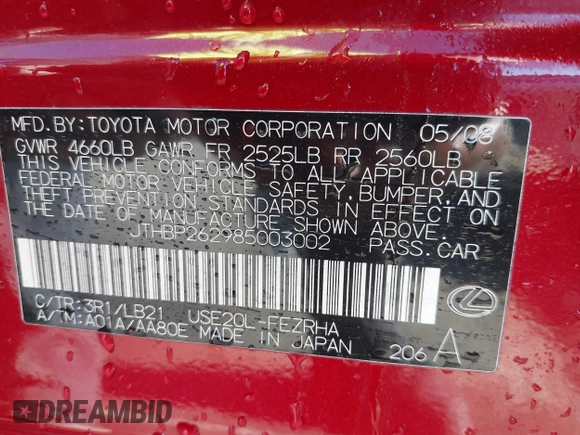 MFD.BY:TOYOTA MOTOR CORPORATION 05/08
GVWR 4660LB GAWR FR 2525LB RR 2560LB
THIS VEHICLE CONFORMS TO ALL APPLICABLE
FEDERAL MOTOR VEHICLE SAFETY,BUMPER,AND
THEFT PREVENTION STANDARDS IN EFFECT ON
THE DATE OF MANUFACTURE SHOWN ABOVE.
JTHBP262985003002 PASS.CAR
C/TR:3R1/LB21 USE20L-FEZRHA
A/TM:A01A/AA80E MADE IN JAPAN
206 A
DREAMBID